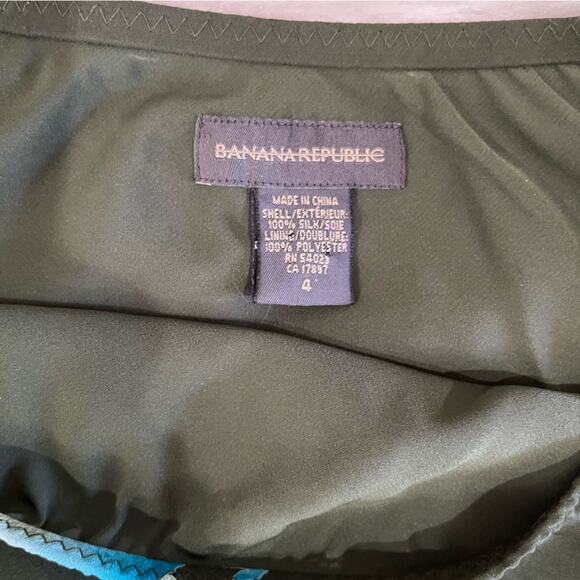 BANANA REPUBLIC
MADE IN CHINA
SHELL/EXTÉRIEUR:
100% SILK/SOIE
LINING/DOUBLURE:
100% POLYESTER
RN 54023
CA 17897
4